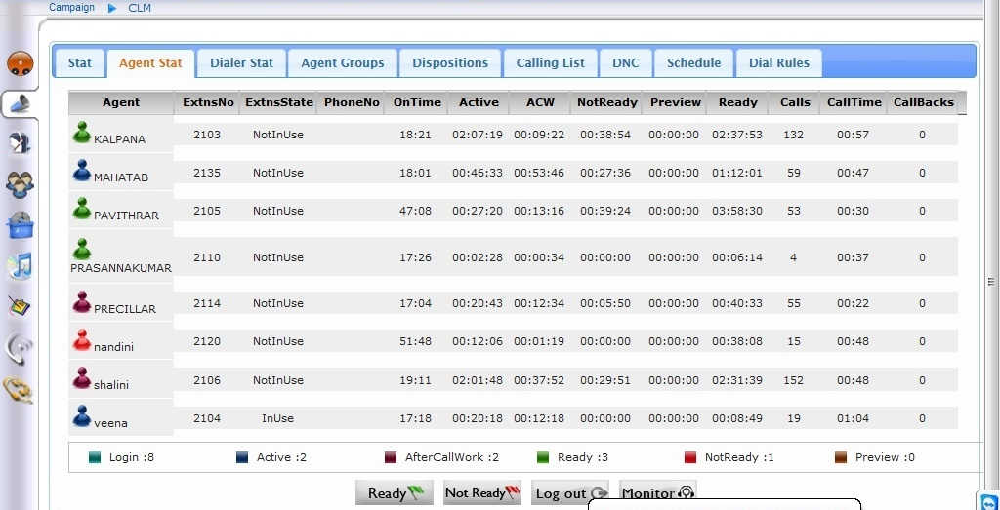 Campaign CLM
Stat Agent Stat Dialer Stat Agent Groups Dispositions Calling List DNC Schedule Dial Rules
Agent ExtnsNo ExtnsState PhoneNo OnTime Active ACW NotReady Preview Ready Calls CallTime CallBacks
KALPANA 2103 NotInUse 18:21 02:07:19 00:09:22 00:38:54 00:00:00 02:37:53 132 00:57 0
MAHATAB 2135 NotInUse 18:01 00:46:33 00:53:46 00:27:36 00:00:00 01:12:01 59 00:47 0
PAVITHRAR 2105 NotInUse 47:08 00:27:20 00:13:16 00:39:24 00:00:00 03:58:30 53 00:30 0
PRASANNAKUMAR 2110 NotInUse 17:26 00:02:28 00:00:34 00:00:00 00:00:00 00:06:14 4 00:37 0
PRECILLAR 2114 NotInUse 17:04 00:20:43 00:12:34 00:05:50 00:00:00 00:40:33 55 00:22 0
nandini 2120 NotInUse 51:48 00:12:06 00:01:19 00:00:00 00:00:00 00:38:08 15 00:48 0
shalini 2106 NotInUse 19:11 02:01:48 00:37:52 00:29:51 00:00:00 02:31:39 152 00:48 0
veena 2104 InUse 17:18 00:20:18 00:12:18 00:00:00 00:00:00 00:08:49 19 01:04 0
Login :8 Active :2 AfterCallWork :2 Ready :3 NotReady :1 Preview :0
Ready Not Ready Log out Monitor